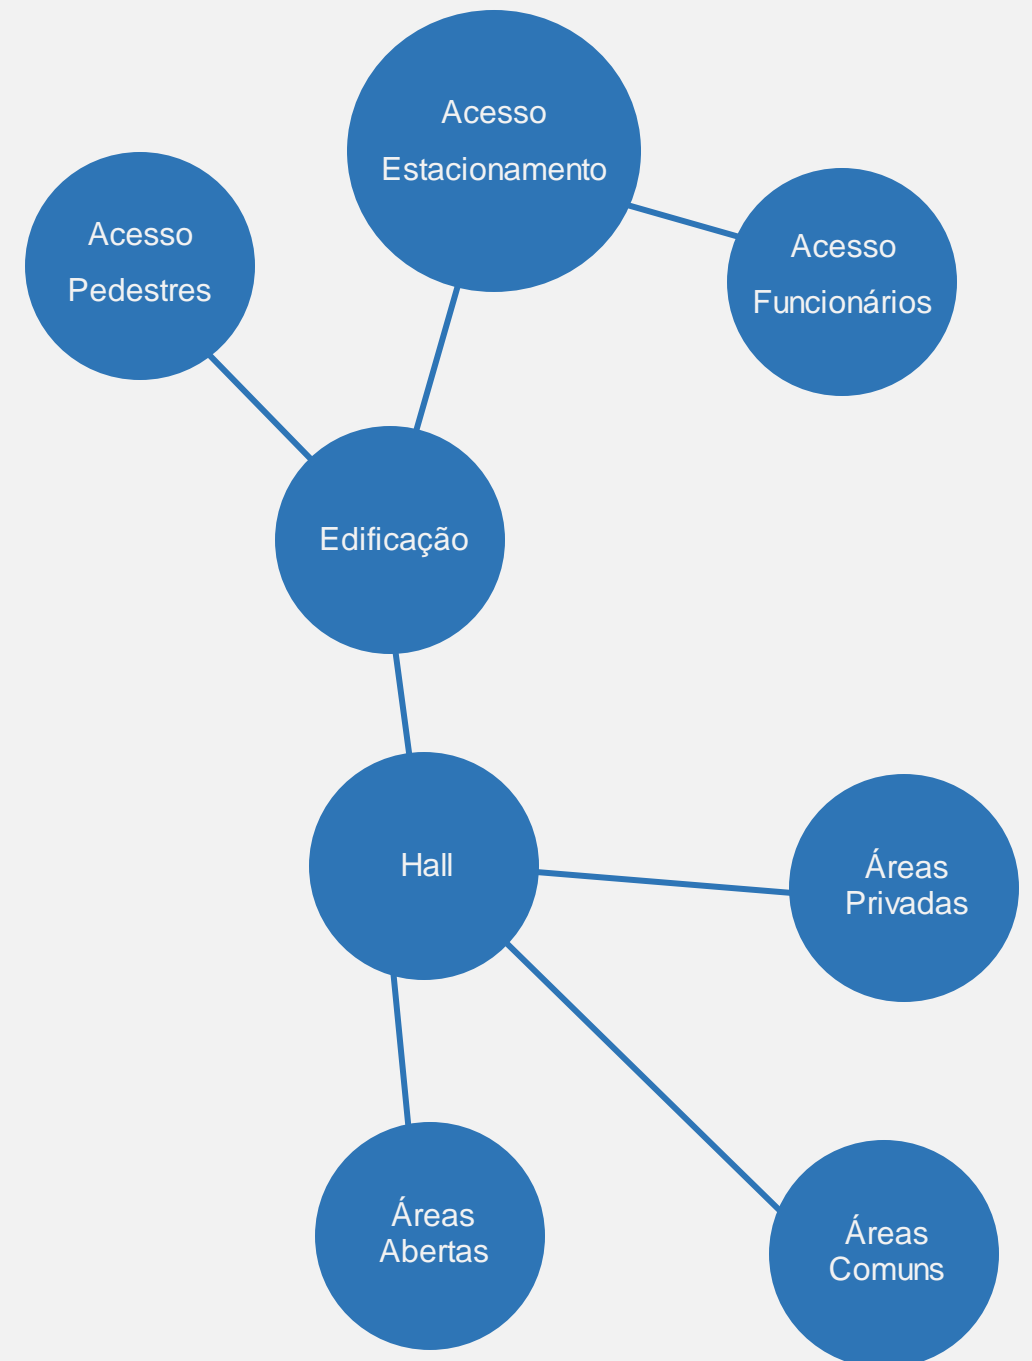 Acesso
Estacionamento
Acesso
Pedestres
Acesso
Funcionários
Edificação
Hall
Áreas
Privadas
Áreas
Abertas
Áreas
Comuns